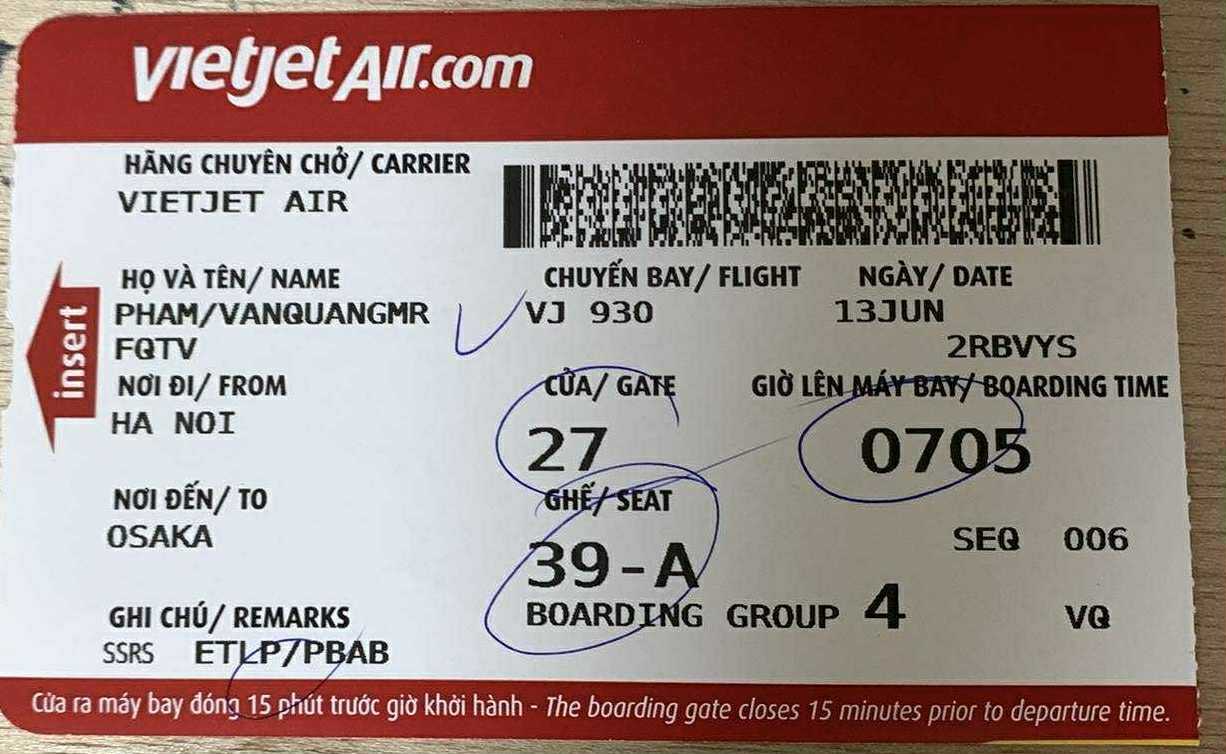 vietjetAir.com
HÃNG CHUYÊN CHỞ/ CARRIER
VIETJET AIR
HỌ VÀ TÊN/ NAME
PHAM/VANQUANGMR
FQTV
CHUYẾN BAY/ FLIGHT
VJ 930
NGÀY/ DATE
13JUN
2RBVYS
insert
NƠI ĐI/ FROM
HA NOI
CỬA/ GATE
27
GIỜ LÊN MÁY BAY/ BOARDING TIME
0705
NƠI ĐẾN/ TO
OSAKA
GHẾ/ SEAT
39-A
SEQ 006
BOARDING GROUP 4
VQ
GHI CHÚ/ REMARKS
SSRS ETLP/PBAB
Cửa ra máy bay đóng 15 phút trước giờ khởi hành - The boarding gate closes 15 minutes prior to departure time.